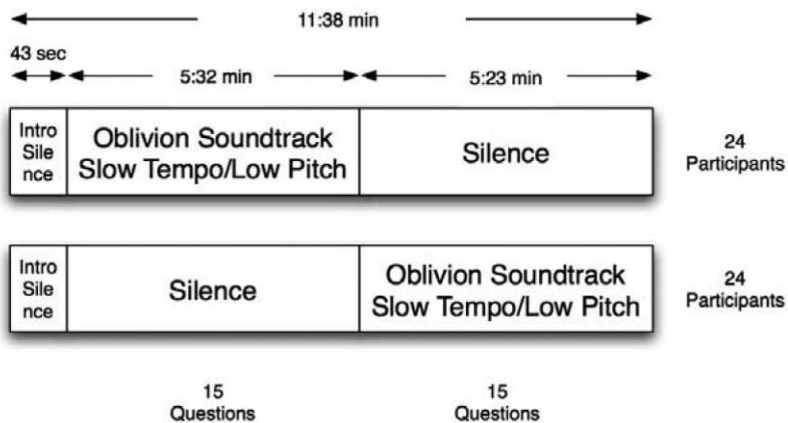 11:38 min
43 sec
5:32 min
5:23 min
Intro
Sile
nce
Oblivion Soundtrack
Slow Tempo/Low Pitch
Silence
24
Participants
Intro
Sile
nce
Silence
Oblivion Soundtrack
Slow Tempo/Low Pitch
24
Participants
15
Questions
15
Questions